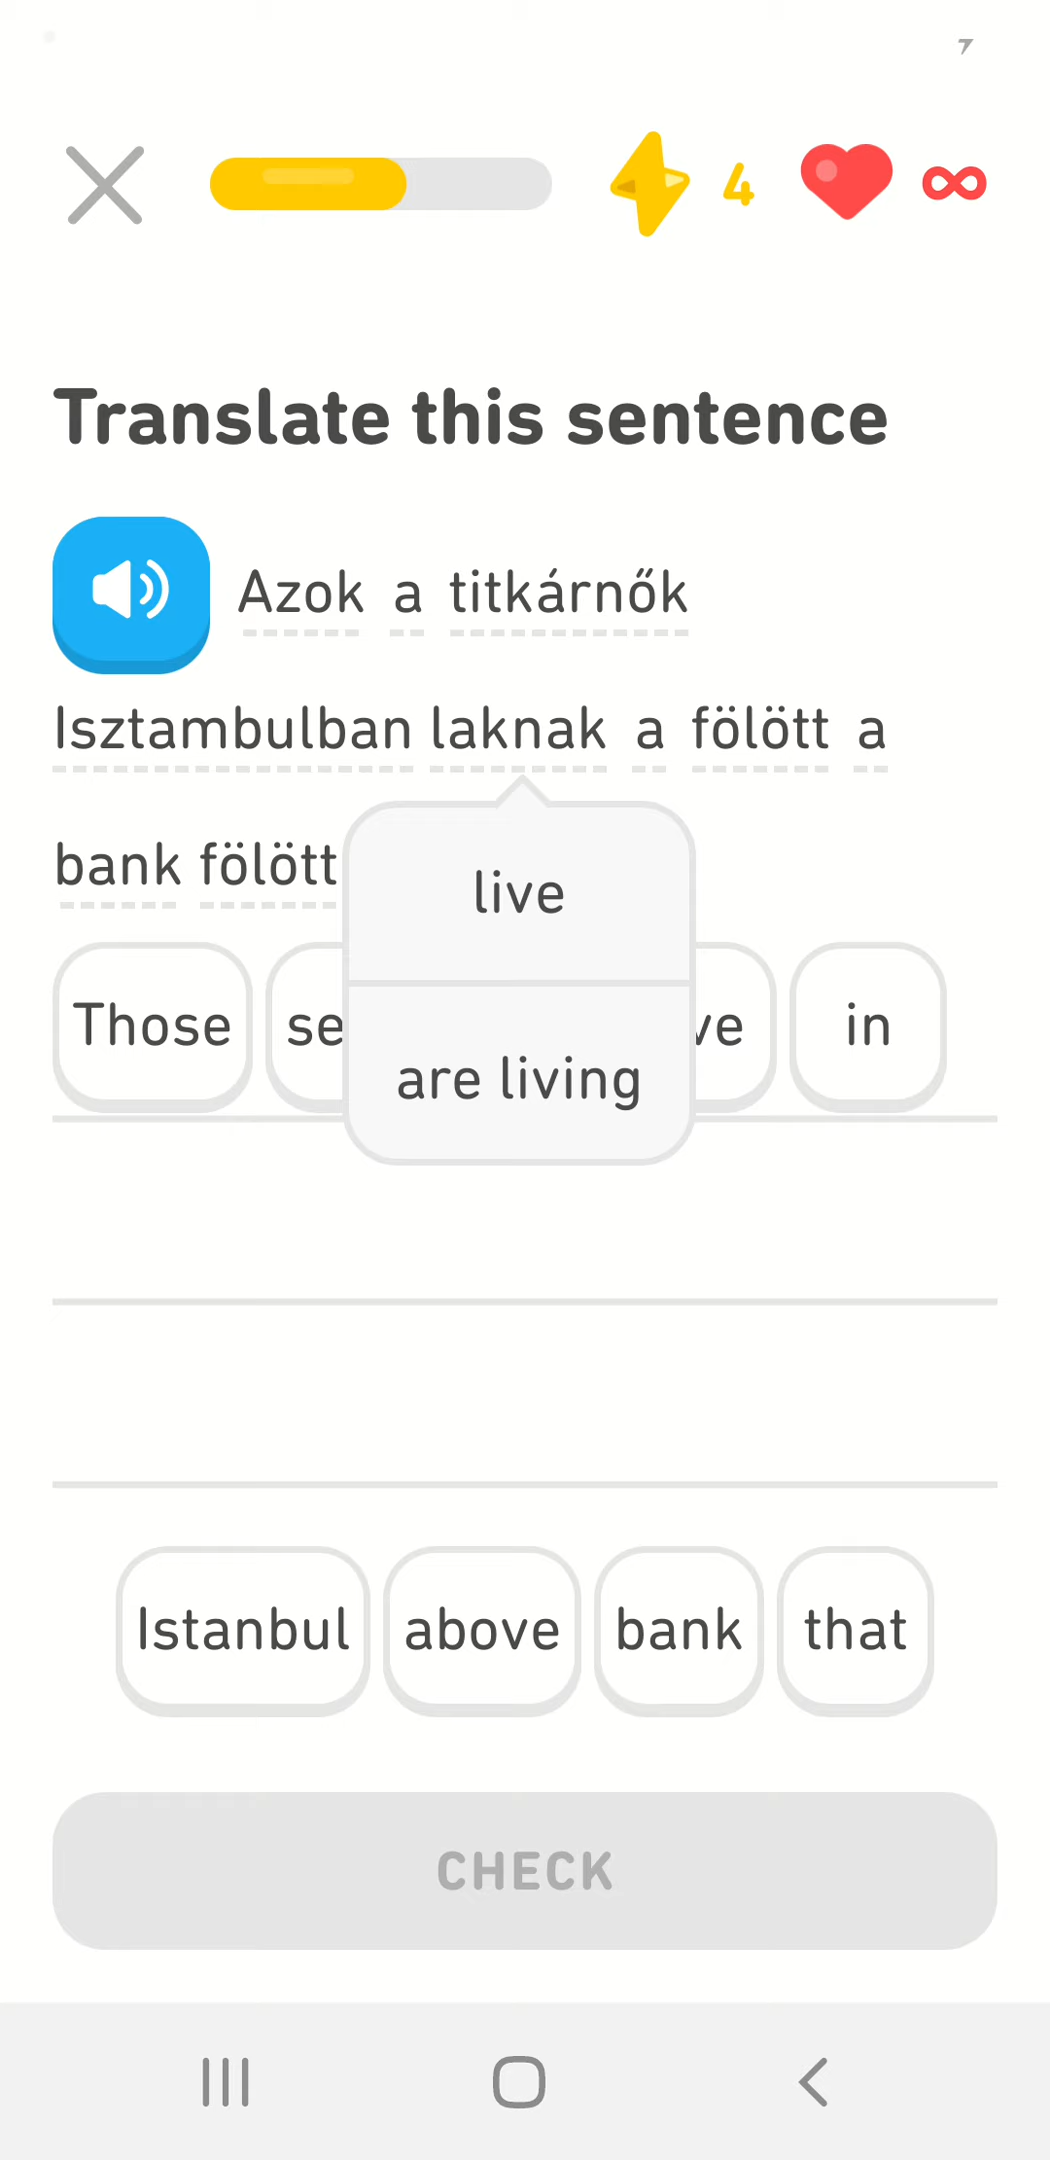 4 ∞
Translate this sentence
Azok a titkárnők
Isztambulban laknak a fölött a
bank fölött
live
are living
Those in
Istanbul above bank that
CHECK